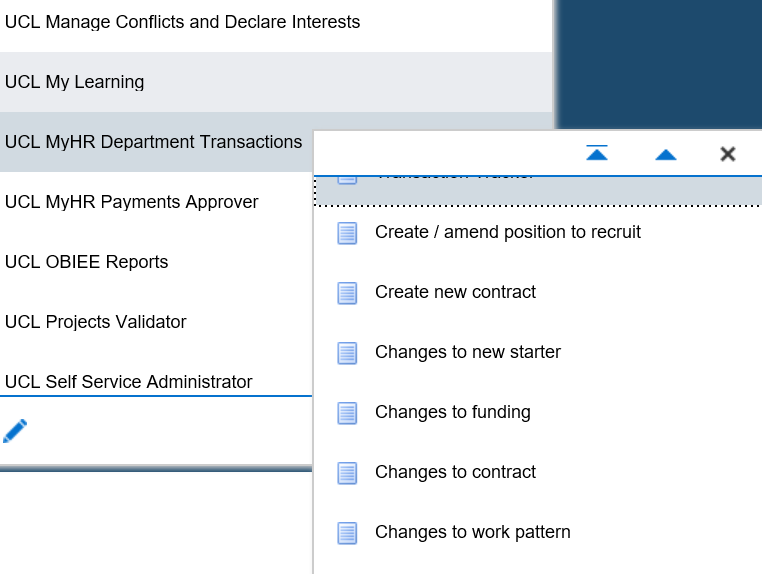 UCL Manage Conflicts and Declare Interests
UCL My Learning
UCL MyHR Department Transactions
UCL MyHR Payments Approver
UCL OBIEE Reports
UCL Projects Validator
UCL Self Service Administrator
Transaction Tracker
Create / amend position to recruit
Create new contract
Changes to new starter
Changes to funding
Changes to contract
Changes to work pattern